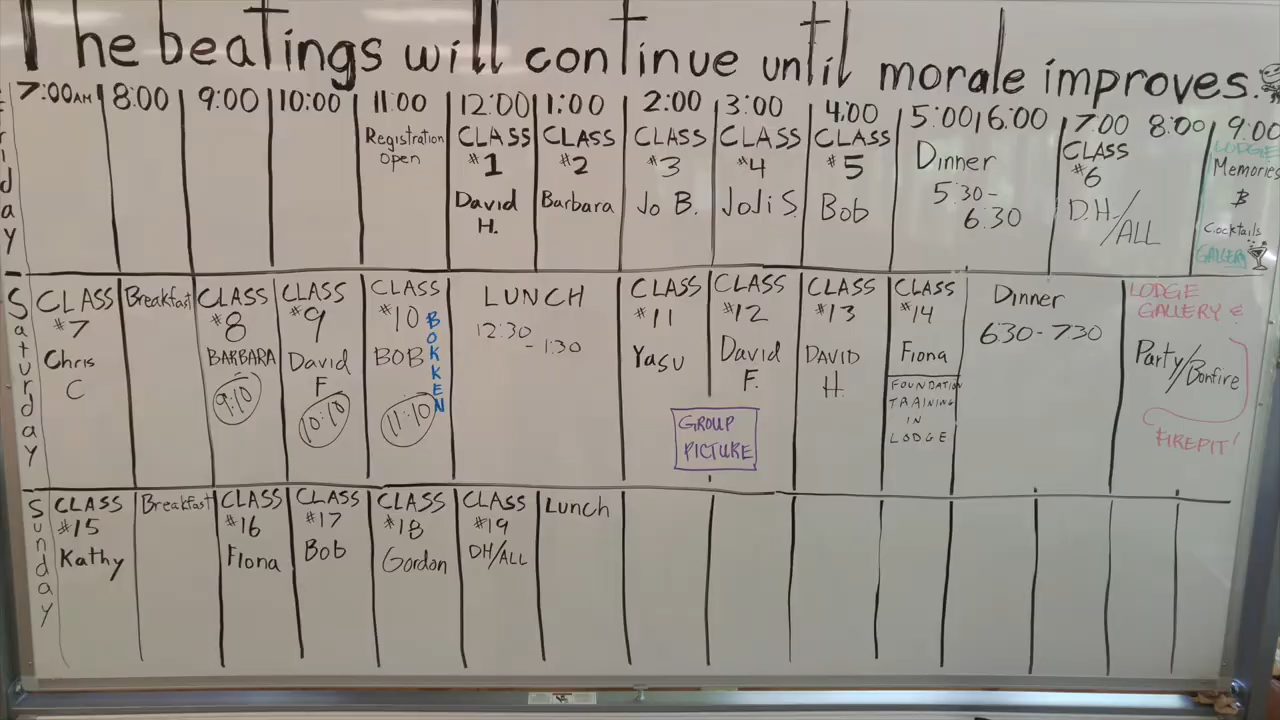 The beatings will continue until morale improves.
7:00AM 8:00 9:00 10:00 11:00 12:00 1:00 2:00 3:00 4:00 5:00 6:00 7:00 8:00 9:00
Friday
Registration
Open
CLASS
#1
David
H.
CLASS
#2
Barbara
CLASS
#3
Jo B.
CLASS
#4
JoJi S.
CLASS
#5
Bob
Dinner
5:30-
6:30
CLASS
#6
D.H./
ALL
LODGE
Memories
&
Cocktails
GALLERY
Saturday
CLASS
#7
Chris
C
Breakfast
CLASS
#8
BARBARA
9:10
CLASS
#9
David
F
10:10
CLASS
#10
BOB
11:10
BOKKEN
LUNCH
12:30
- 1:30
CLASS
#11
Yasu
CLASS
#12
David
F.
GROUP
PICTURE
CLASS
#13
DAVID
H.
CLASS
#14
Fiona
FOUNDATION
TRAINING
IN
LODGE
Dinner
630-730
LODGE
GALLERY &
Party/Bonfire
FIREPIT!
Sunday
CLASS
#15
Kathy
Breakfast
CLASS
#16
Fiona
CLASS
#17
Bob
CLASS
#18
Gordon
CLASS
#19
DH/ALL
Lunch